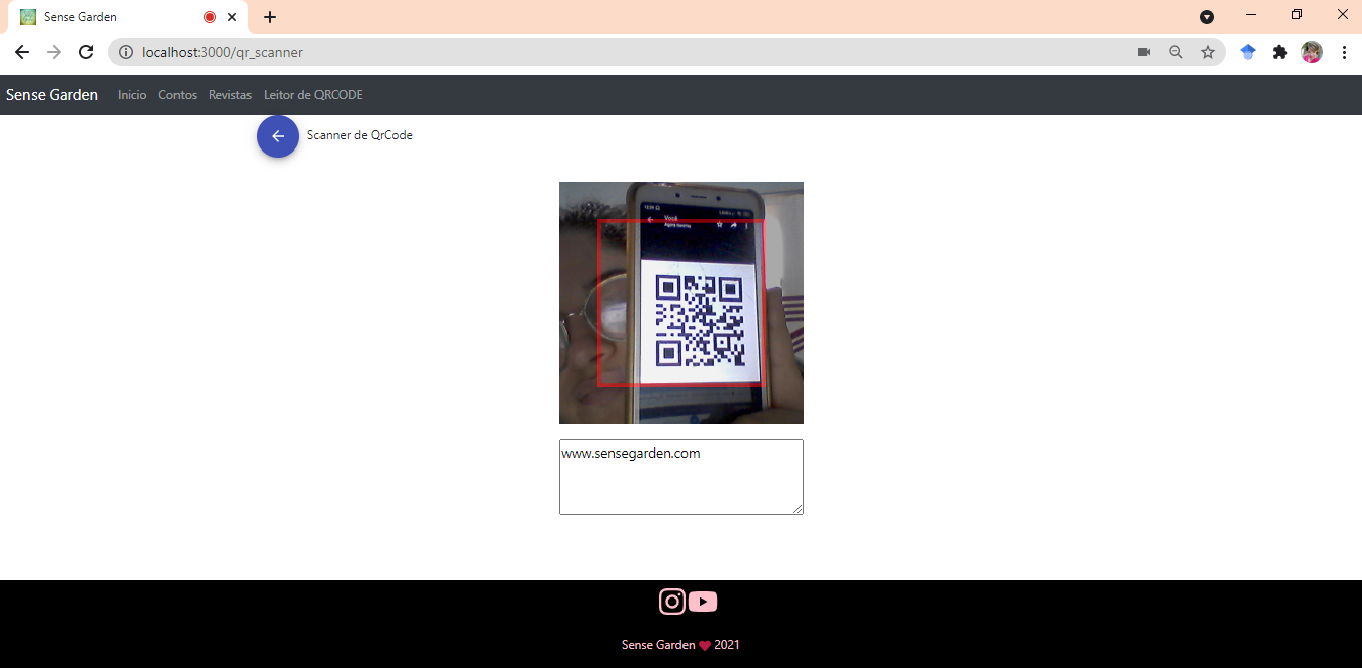 Sense Garden
localhost:3000/qr_scanner
Sense Garden Inicio Contos Revistas Leitor de QRCODE
Scanner de QrCode
Você
www.sensegarden.com
Sense Garden 2021